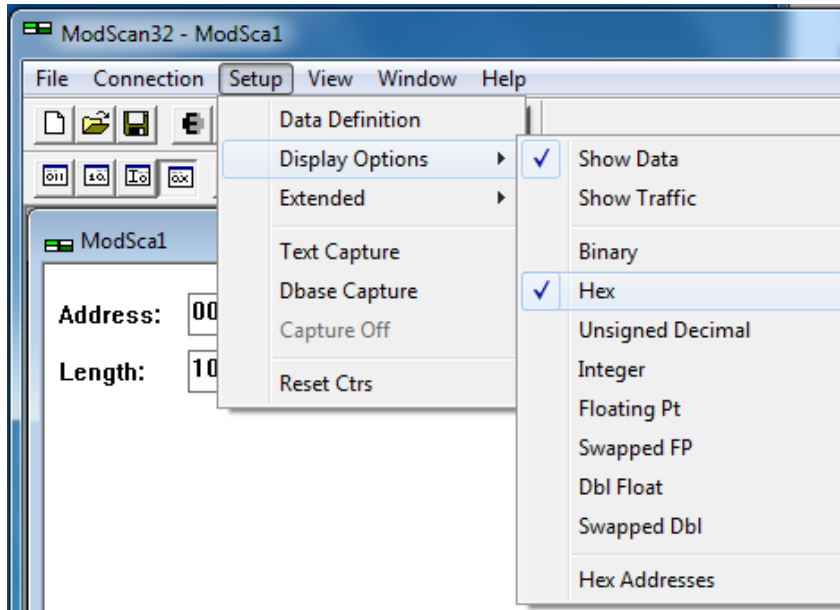 ModScan32 - ModSca1
File Connection Setup View Window Help
Data Definition
Display Options
Extended
Text Capture
Dbase Capture
Capture Off
Reset Ctrs
Show Data
Show Traffic
Binary
Hex
Unsigned Decimal
Integer
Floating Pt
Swapped FP
Dbl Float
Swapped Dbl
Hex Addresses
ModSca1
Address: 00
Length: 10